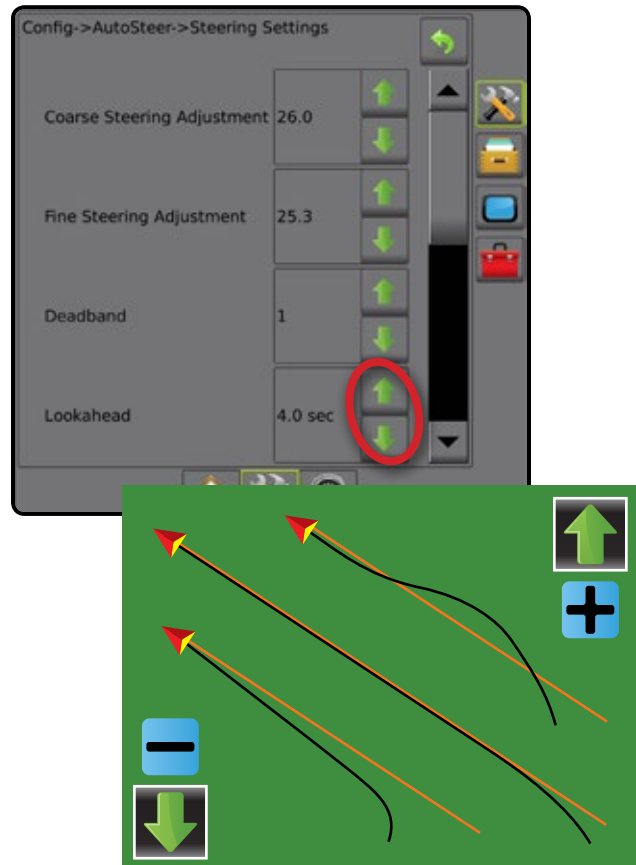 Config->AutoSteer->Steering Settings
Coarse Steering Adjustment 26.0
Fine Steering Adjustment 25.3
Deadband 1
Lookahead 4.0 sec